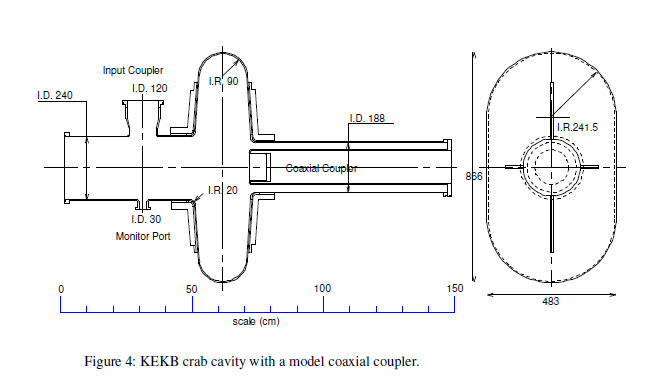 Input Coupler
I.D. 240
I.D. 120
I.R. 90
I.D. 188
I.R.241.5
Coaxial Coupler
866
I.R. 20
I.D. 30
Monitor Port
0 50 100 150
483
scale (cm)
Figure 4: KEKB crab cavity with a model coaxial coupler.